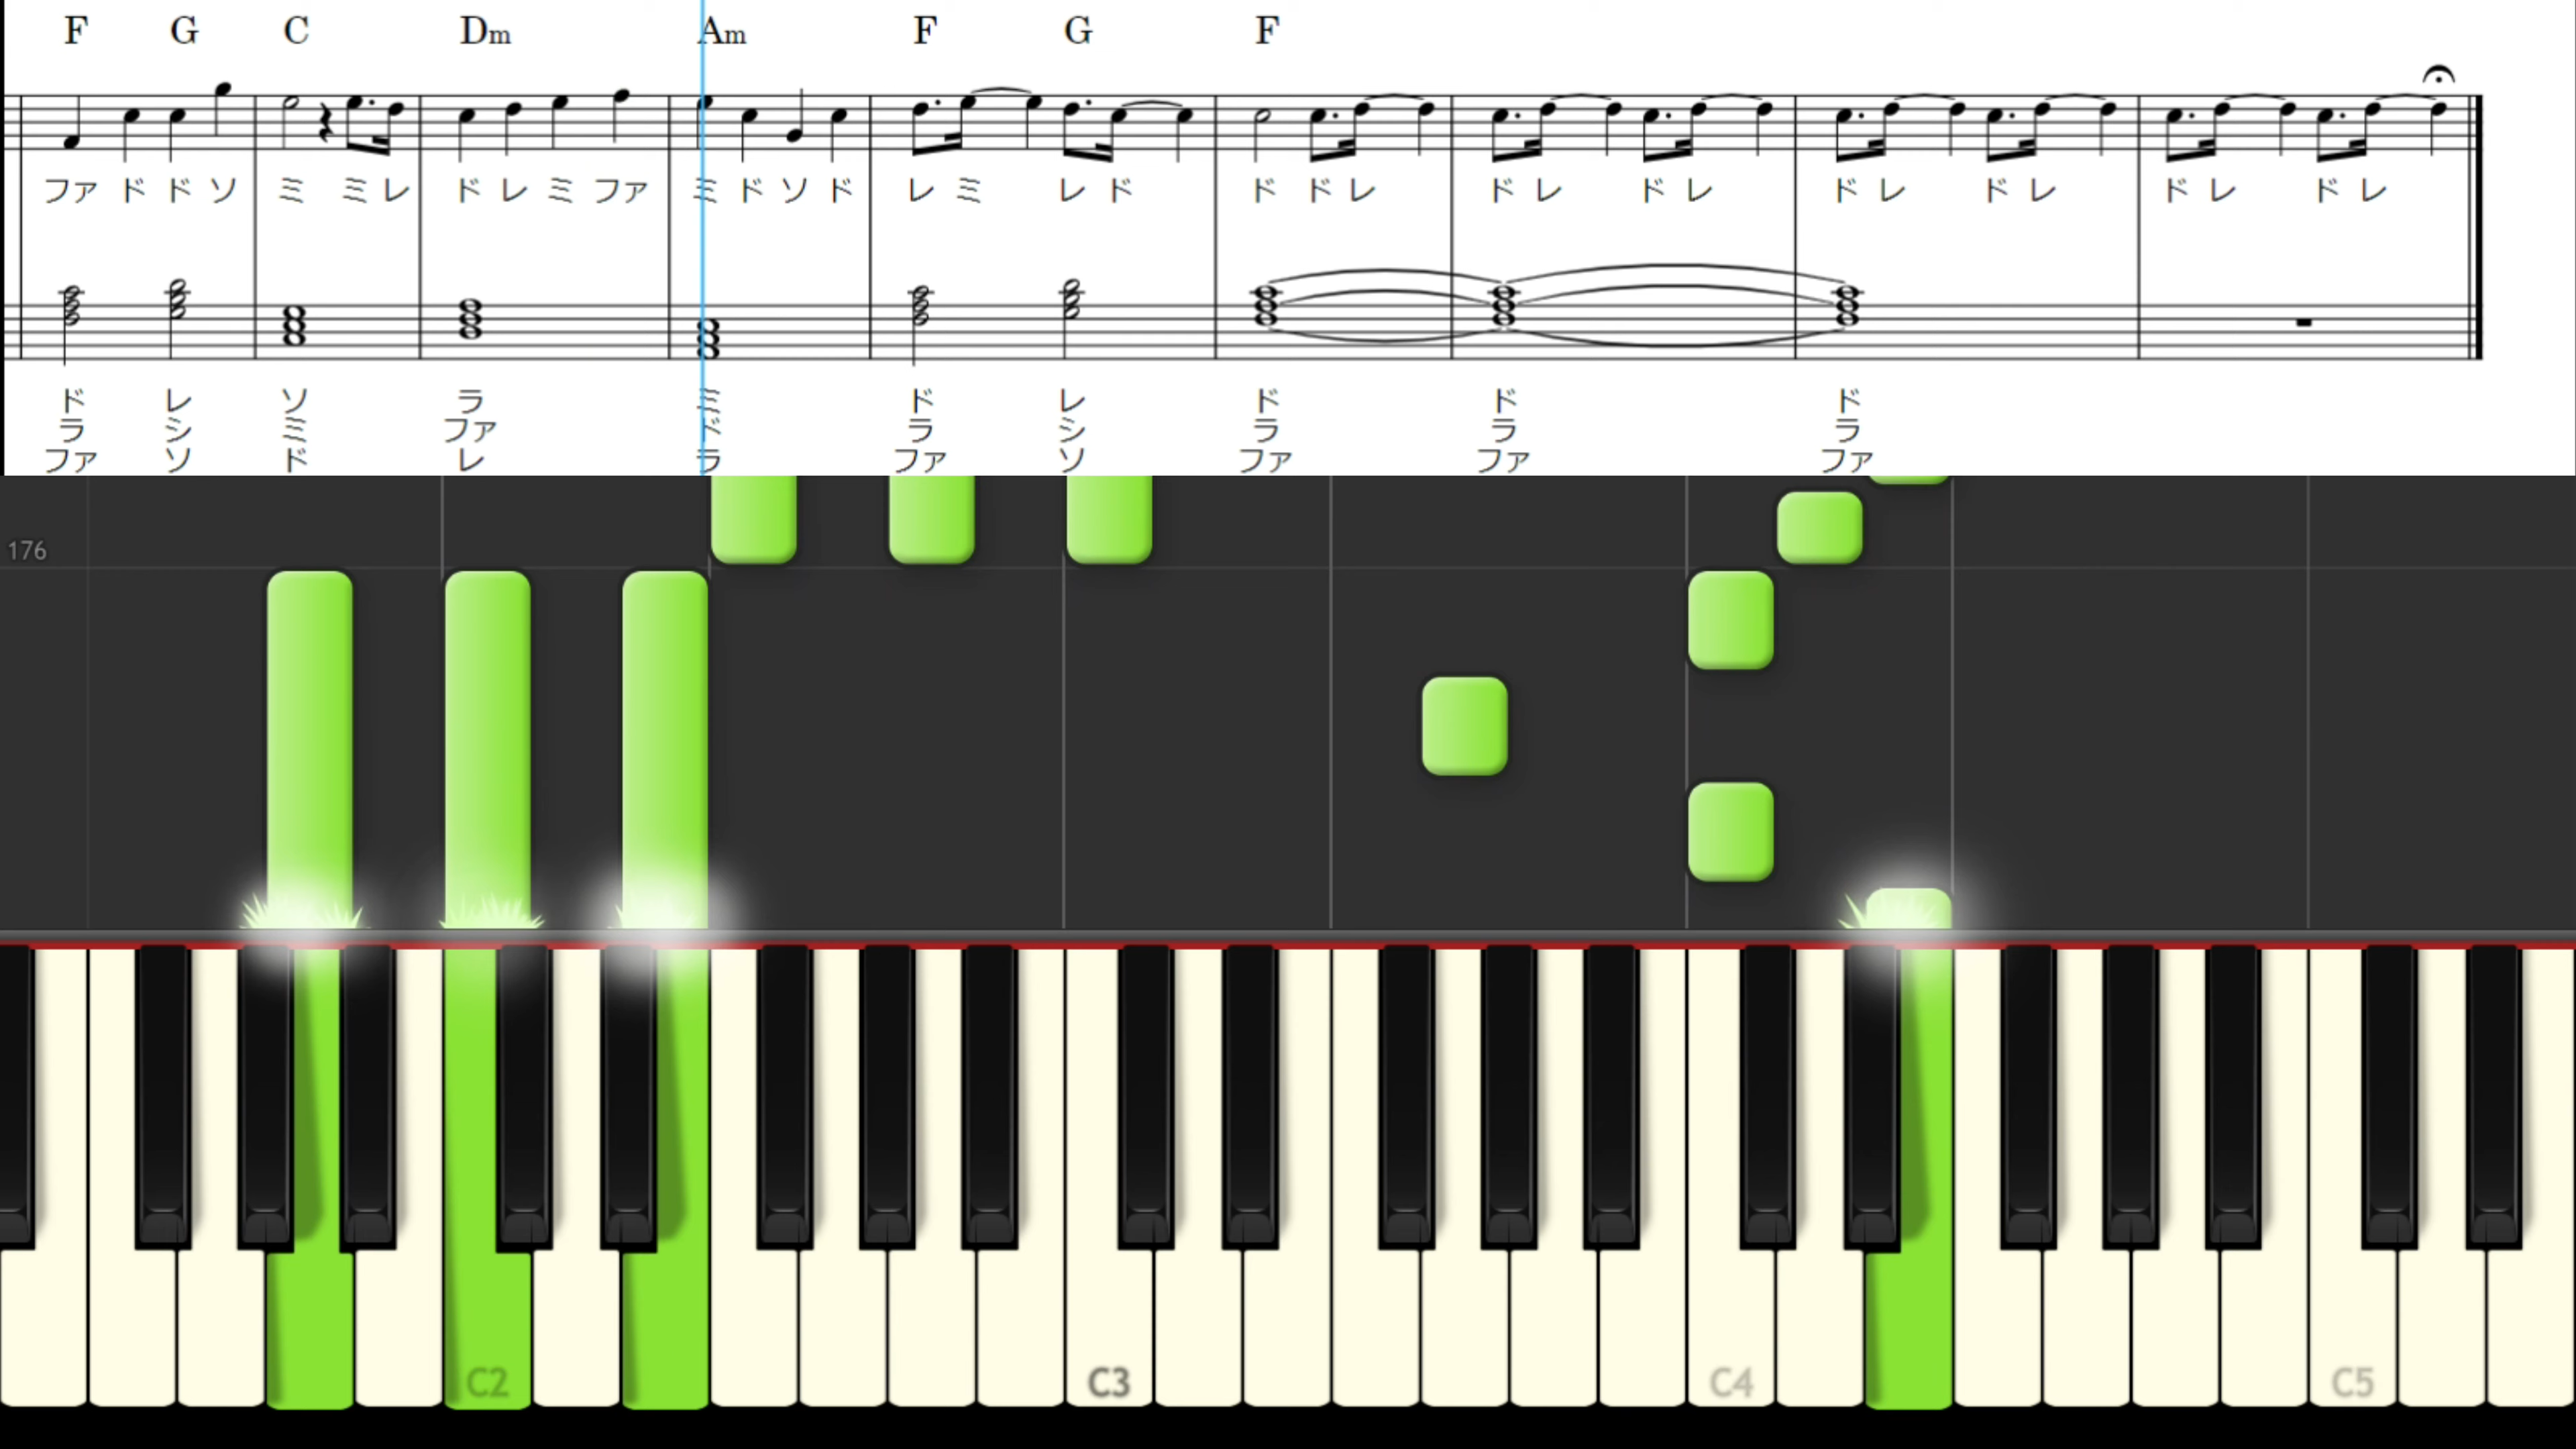 F G C Dm Am F G F
ファ ド ド ソ ミ ミ レ ド レ ミ ファ ミ ド ソ ド レ ミ レ ド ド ド レ ド レ ド レ ド レ ド レ ド レ ド レ
ド レ ソ ラ ミ ド レ ド ド ド
ラ シ ミ ファ ド ラ シ ラ ラ ラ
ファ ソ ド レ ラ ファ ソ ファ ファ ファ
176
C2 C3 C4 C5